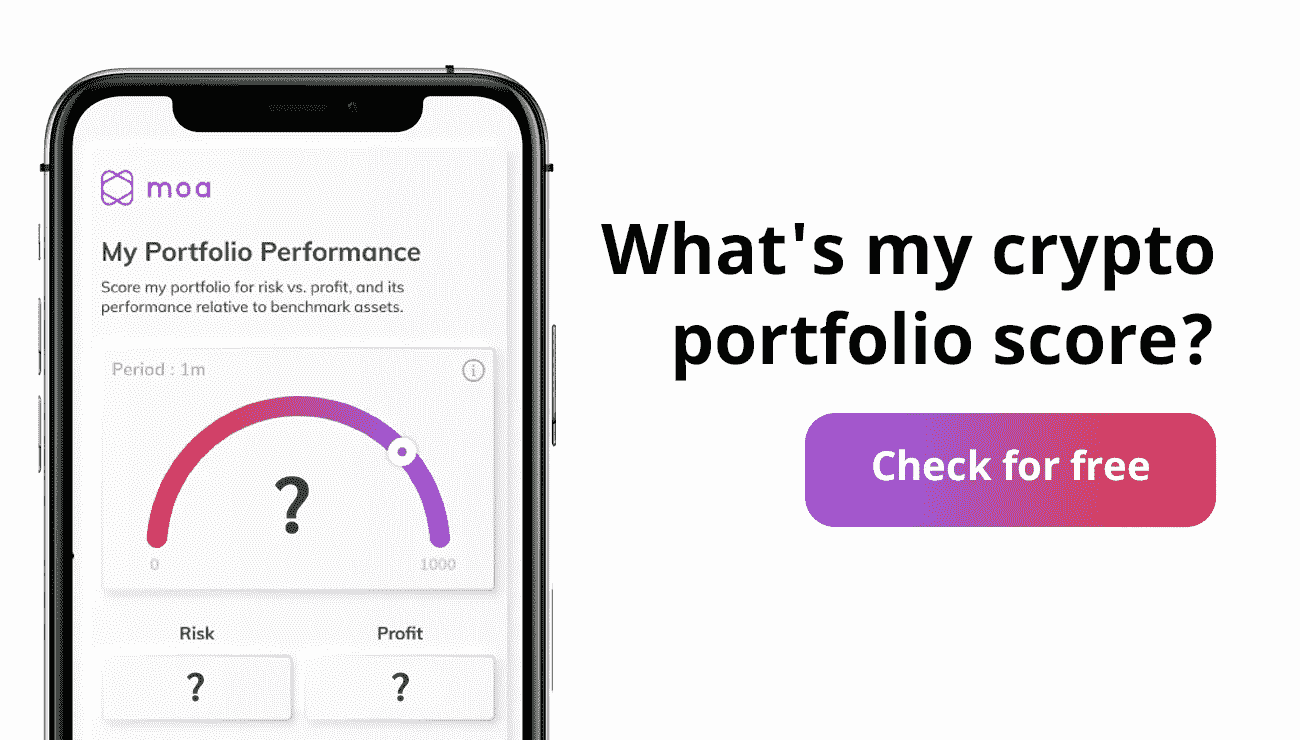 moa
My Portfolio Performance
Score my portfolio for risk vs. profit, and its
performance relative to benchmark assets.
Period : 1m
?
0 1000
Risk Profit
? ?
What's my crypto
portfolio score?
Check for free